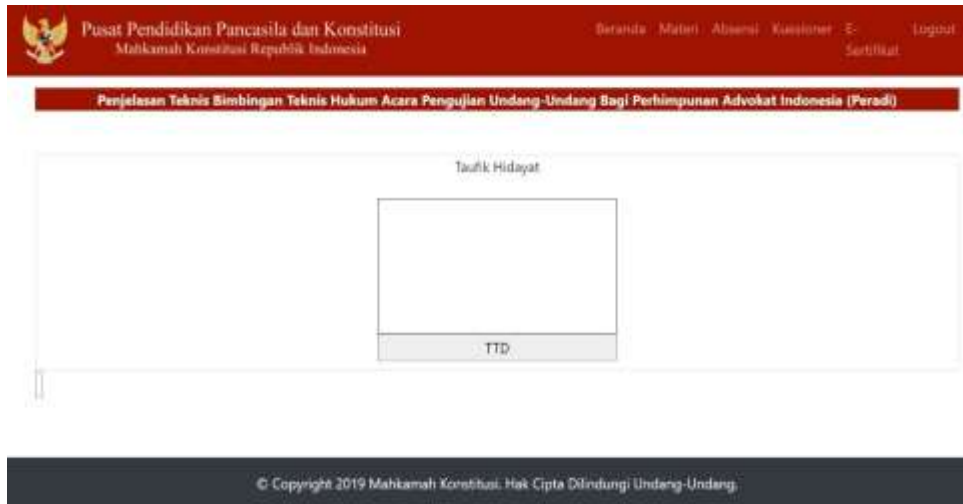 Pusat Pendidikan Pancasila dan Konstitusi
Mahkamah Konstitusi Republik Indonesia
Beranda Materi Absensi Kuesioner E-Sertifikat Logout
Penjelasan Teknis Bimbingan Teknis Hukum Acara Pengujian Undang-Undang Bagi Perhimpunan Advokat Indonesia (Peradi)
Taufik Hidayat
TTD
© Copyright 2019 Mahkamah Konstitusi. Hak Cipta Dilindungi Undang-Undang.